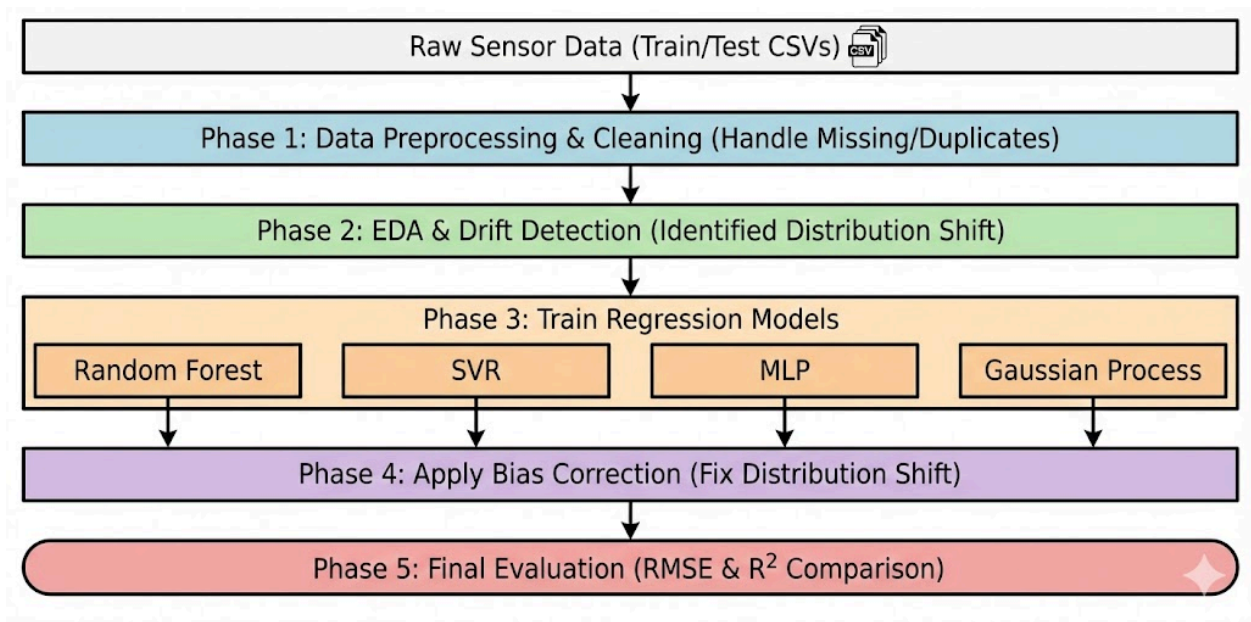 Raw Sensor Data (Train/Test CSVs) CSV
Phase 1: Data Preprocessing & Cleaning (Handle Missing/Duplicates)
Phase 2: EDA & Drift Detection (Identified Distribution Shift)
Phase 3: Train Regression Models
Random Forest
SVR
MLP
Gaussian Process
Phase 4: Apply Bias Correction (Fix Distribution Shift)
Phase 5: Final Evaluation (RMSE & R² Comparison)